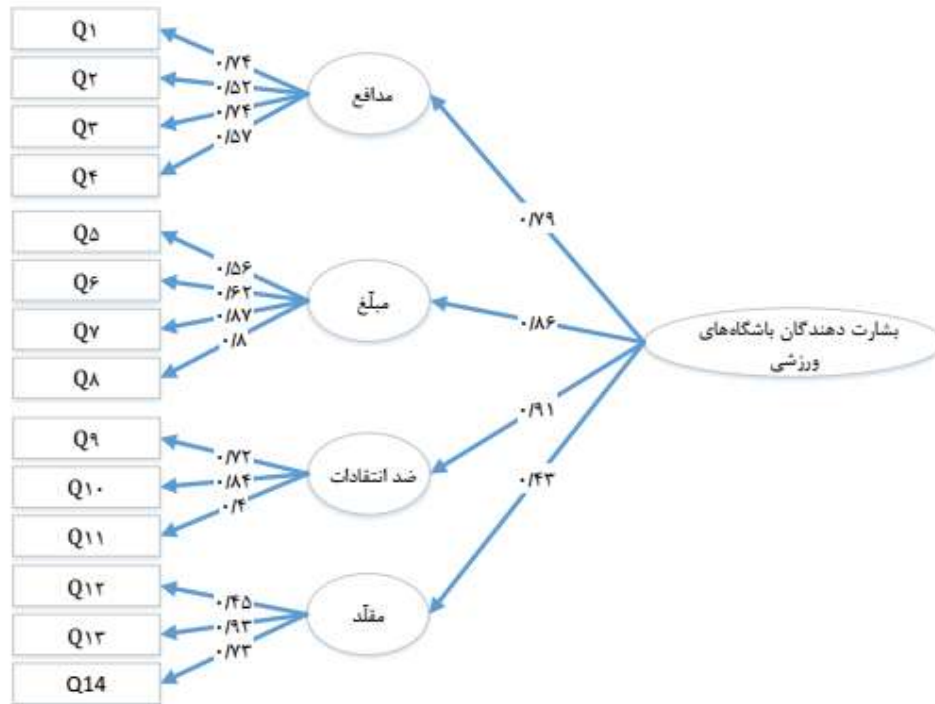 Q۱
Q۲
Q۳
Q۴
۰/۷۴
۰/۵۲
۰/۷۴
۰/۵۷
مدافع
۰/۷۹
Q۵
Q۶
Q۷
Q۸
۰/۵۶
۰/۶۲
۰/۸۷
۰/۸
مبلّغ
۰/۸۶
بشارت دهندگان باشگاه‌های
ورزشی
Q۹
Q۱۰
Q۱۱
۰/۷۲
۰/۸۴
۰/۴
ضد انتقادات
۰/۹۱
Q۱۲
Q۱۳
Q14
۰/۴۵
۰/۹۳
۰/۷۳
مقلّد
۰/۴۳